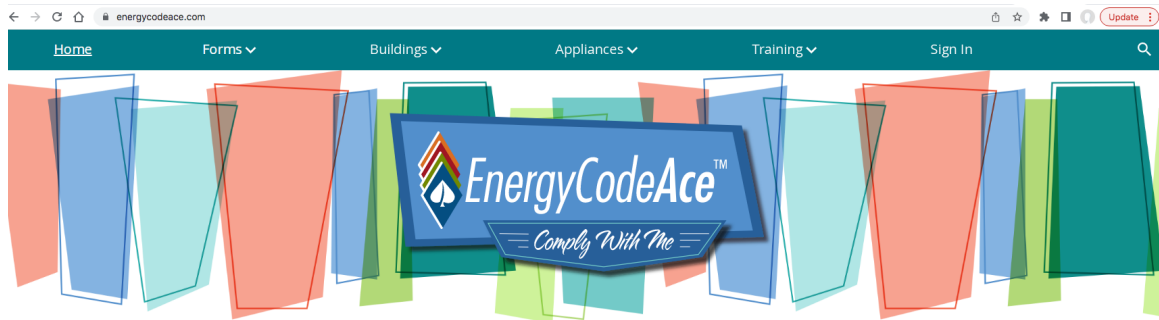 energycodeace.com
Update
Home Forms Buildings Appliances Training Sign In
EnergyCodeAce™
Comply With Me